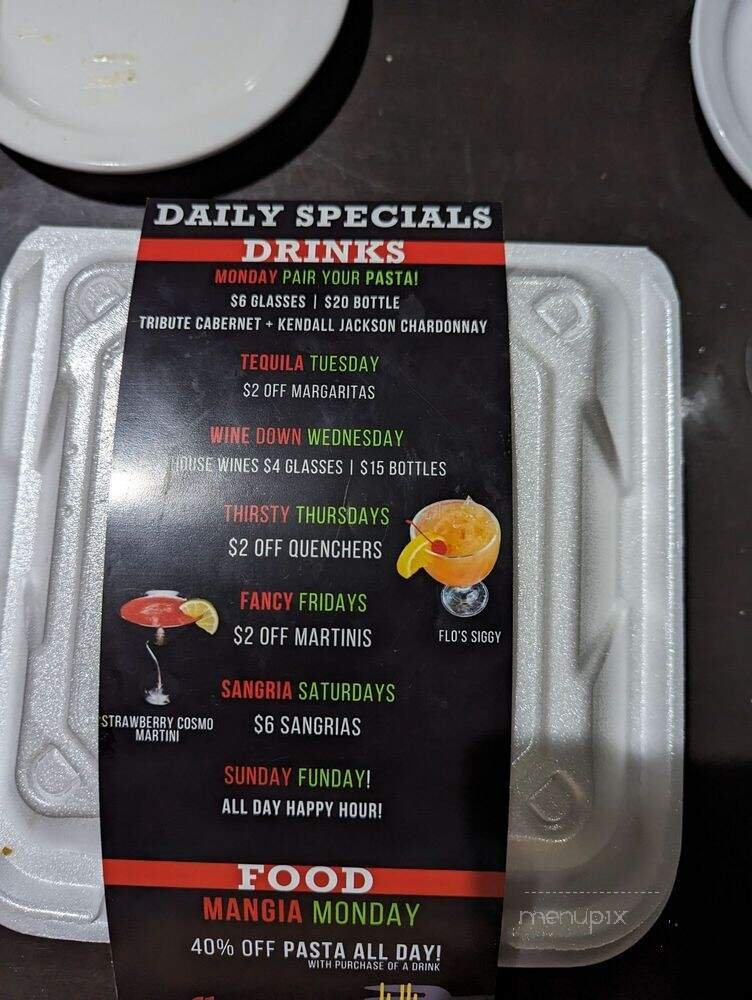 DAILY SPECIALS
DRINKS
MONDAY PAIR YOUR PASTA!
$6 GLASSES | $20 BOTTLE
TRIBUTE CABERNET + KENDALL JACKSON CHARDONNAY
TEQUILA TUESDAY
$2 OFF MARGARITAS
WINE DOWN WEDNESDAY
HOUSE WINES $4 GLASSES | $15 BOTTLES
THIRSTY THURSDAYS
$2 OFF QUENCHERS
FLO'S SIGGY
FANCY FRIDAYS
$2 OFF MARTINIS
STRAWBERRY COSMO
MARTINI
SANGRIA SATURDAYS
$6 SANGRIAS
SUNDAY FUNDAY!
ALL DAY HAPPY HOUR!
FOOD
MANGIA MONDAY
40% OFF PASTA ALL DAY!
WITH PURCHASE OF A DRINK
menupix